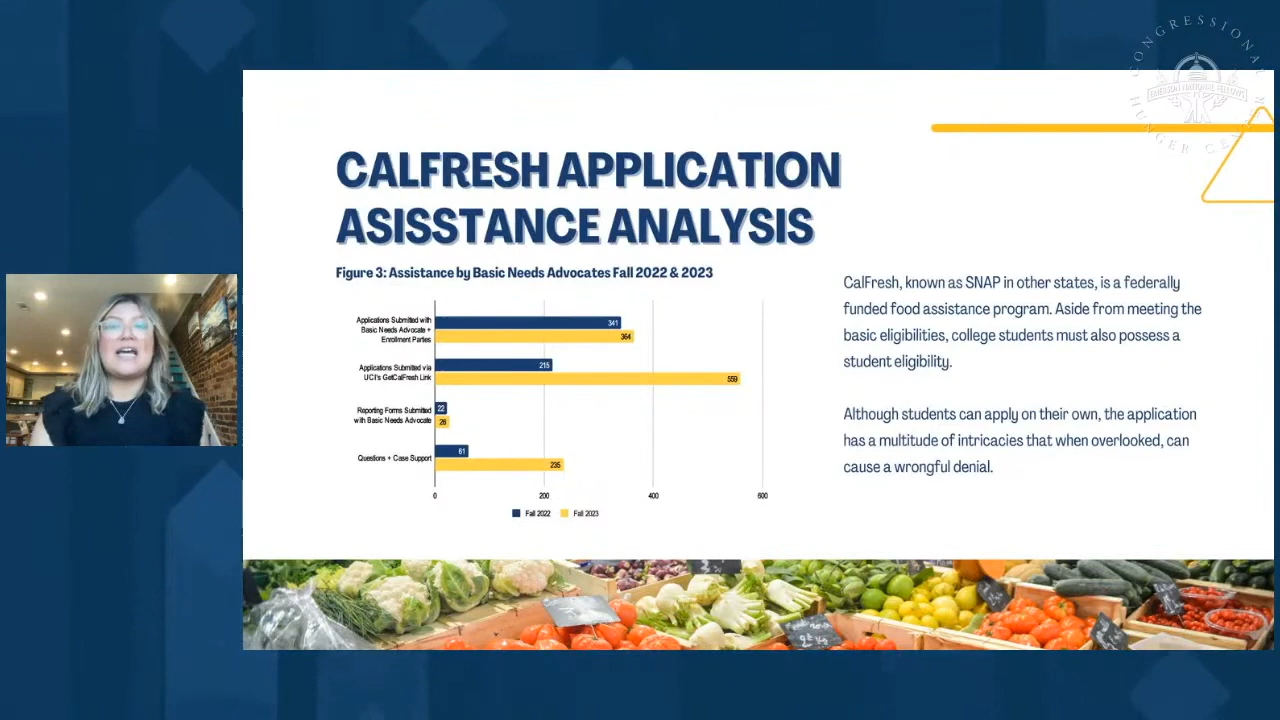 CONGRESSIONAL
EMERSON NATIONAL FELLOWS
HUNGER CENTER
CALFRESH APPLICATION
ASISSTANCE ANALYSIS
Figure 3: Assistance by Basic Needs Advocates Fall 2022 & 2023
Applications Submitted with
Basic Needs Advocate +
Enrollment Parties
341
364
Applications Submitted via
UCI's GetCalFresh Link
215
559
Reporting Forms Submitted
with Basic Needs Advocate
22
26
Questions + Case Support
61
235
0 200 400 600
Fall 2022 Fall 2023
CalFresh, known as SNAP in other states, is a federally
funded food assistance program. Aside from meeting the
basic eligibilities, college students must also possess a
student eligibility.
Although students can apply on their own, the application
has a multitude of intricacies that when overlooked, can
cause a wrongful denial.